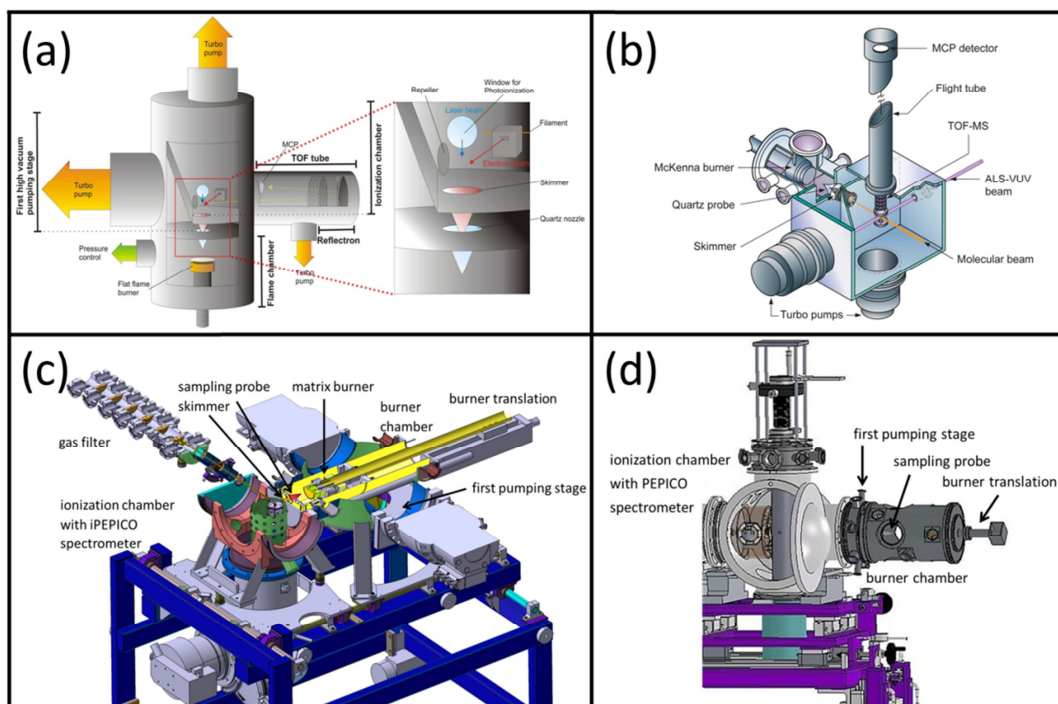 (a)
Turbo
pump
First high vacuum
pumping stage
Turbo
pump
Pressure
control
Flat flame
burner
Flame chamber
MCP
TOF tube
Reflectron
Turbo
pump
Ionization chamber
Repeller
Window for
Photoionization
Laser beam
Filament
Skimmer
Quartz nozzle
(b)
MCP detector
Flight tube
TOF-MS
McKenna burner
ALS-VUV
beam
Quartz probe
Skimmer
Molecular beam
Turbo pumps
(c)
sampling probe
skimmer
matrix burner
burner
chamber
burner translation
gas filter
ionization chamber
with iPEPICO
spectrometer
first pumping stage
(d)
first pumping stage
ionization chamber
with PEPICO
spectrometer
sampling probe
burner translation
burner chamber